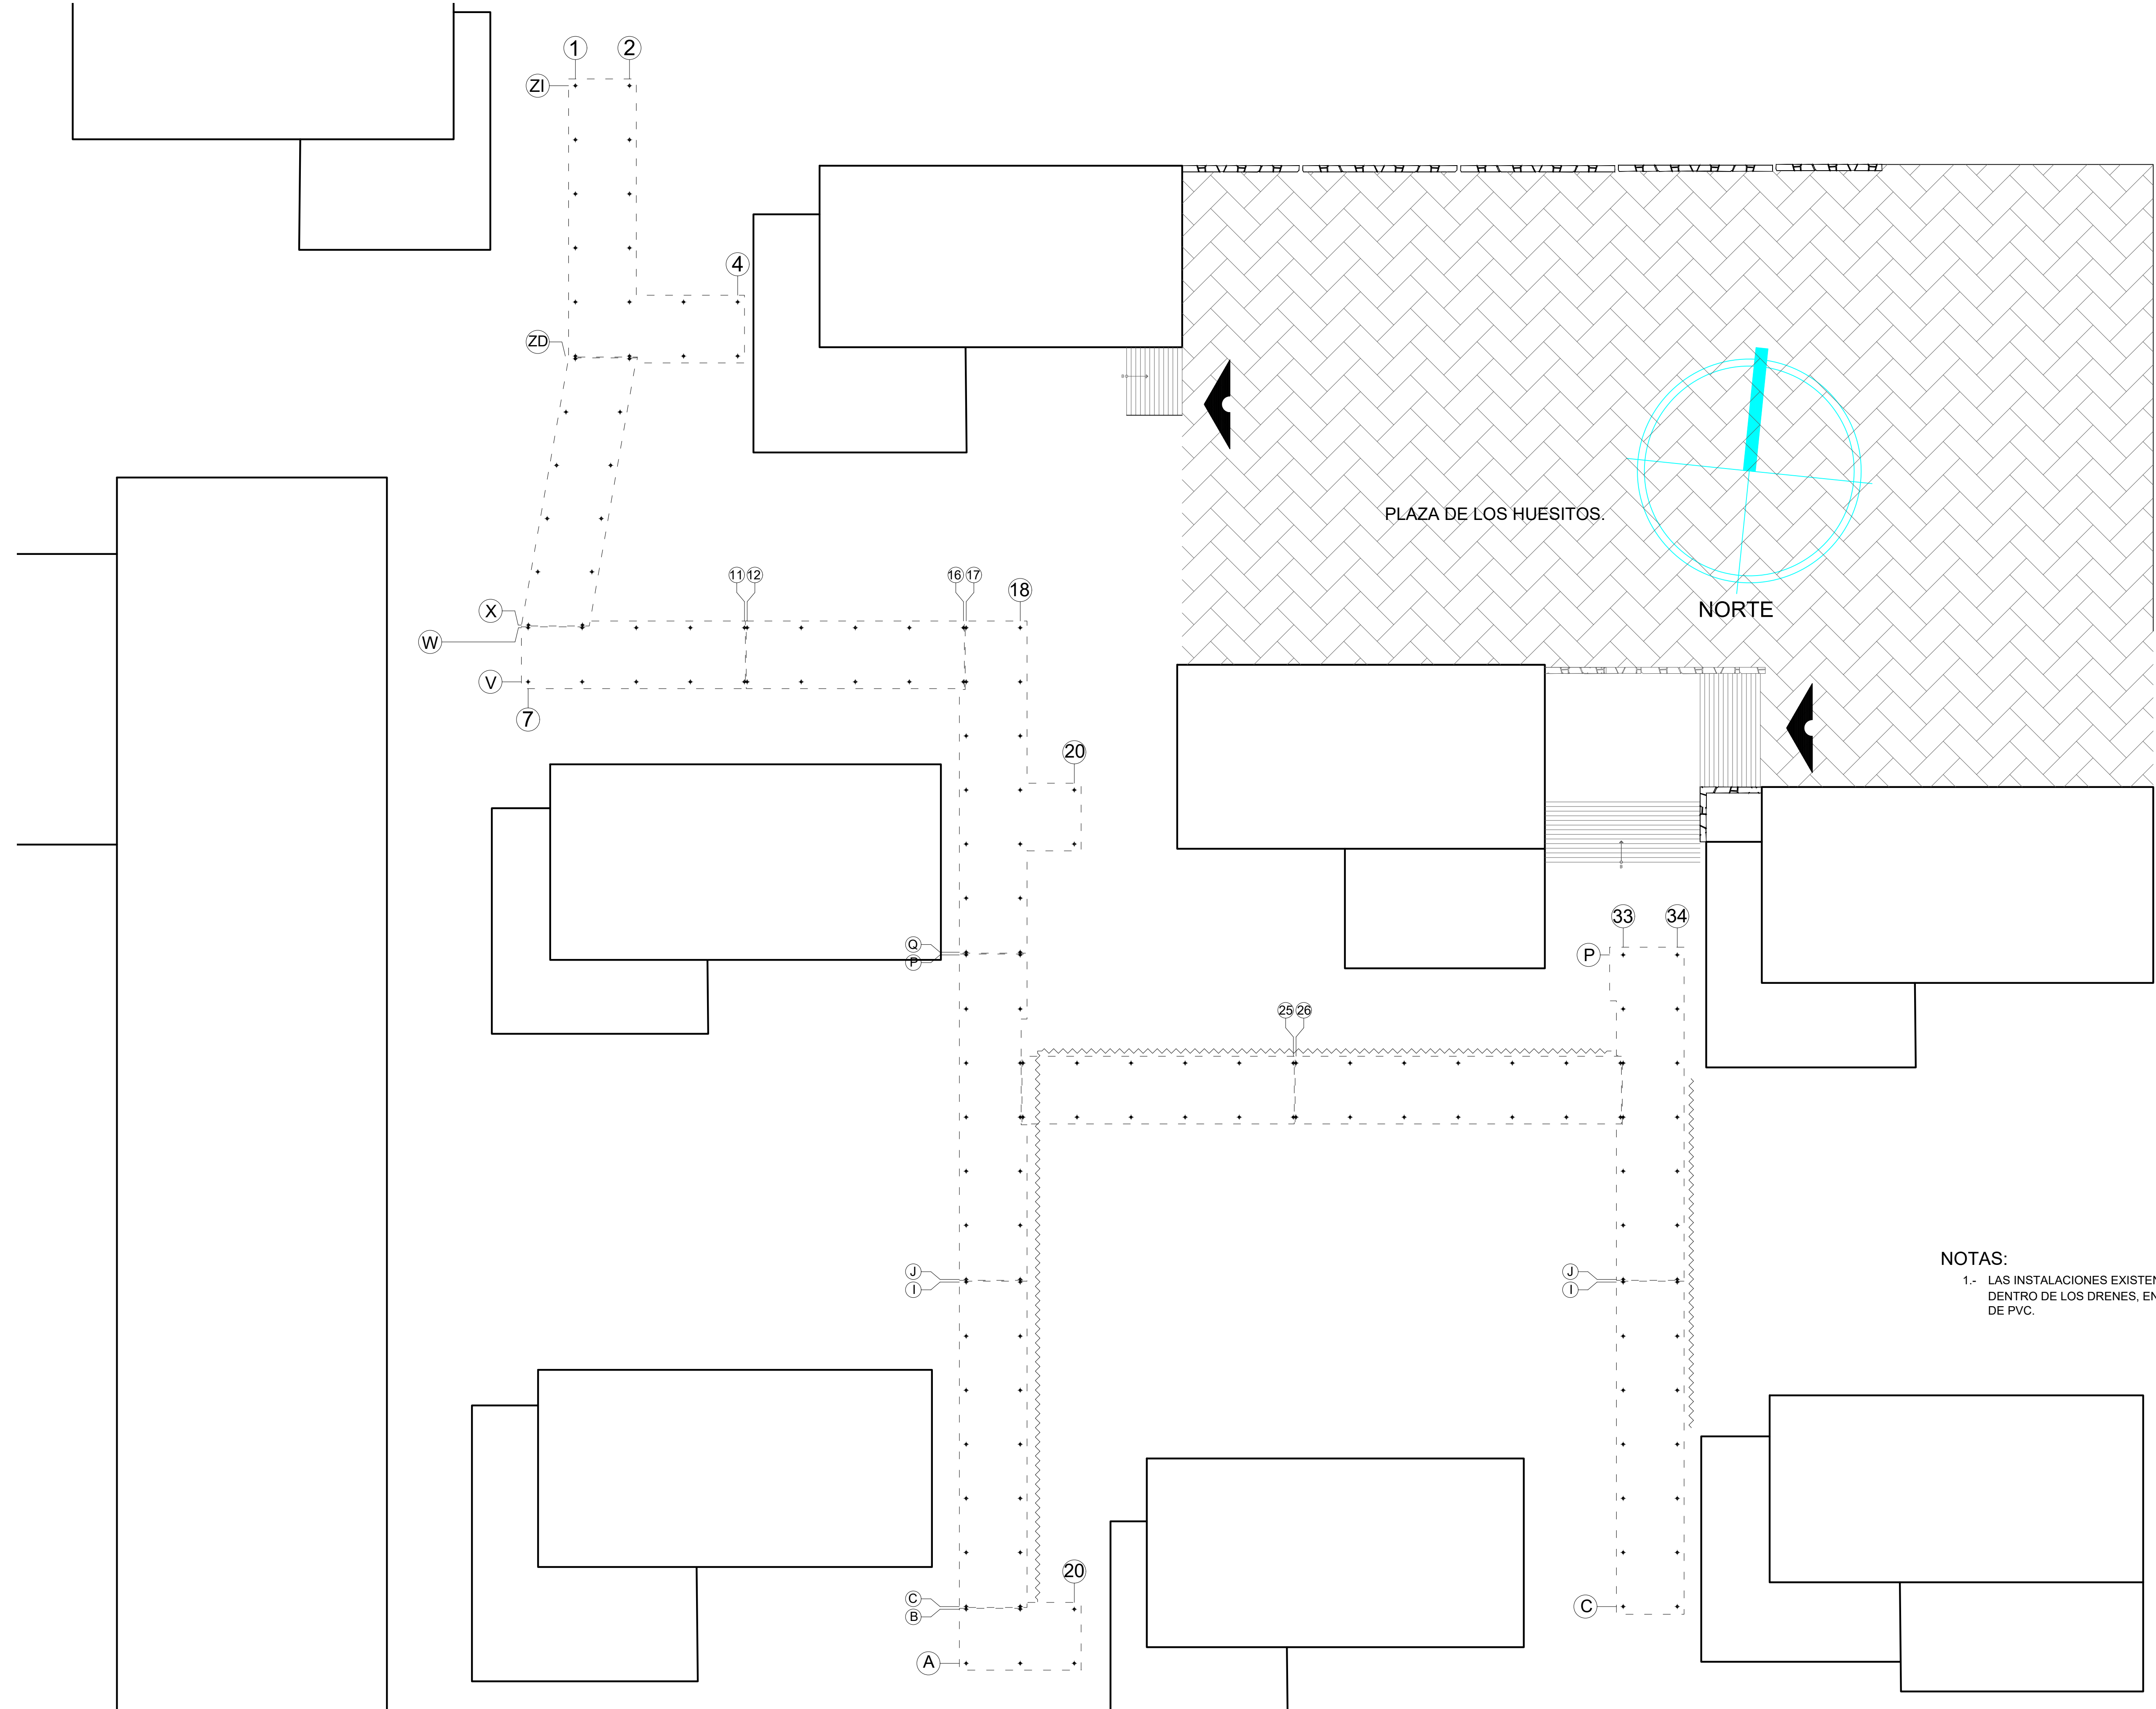 1
2
ZI
4
ZD
PLAZA DE LOS HUESITOS.
11
12
16
17
18
X
NORTE
W
V
7
20
33
34
Q
P
P
25
26
NOTAS:
J
I
J
I
1.- LAS INSTALACIONES EXISTEN
DENTRO DE LOS DRENES, EN
DE PVC.
20
C
B
C
A